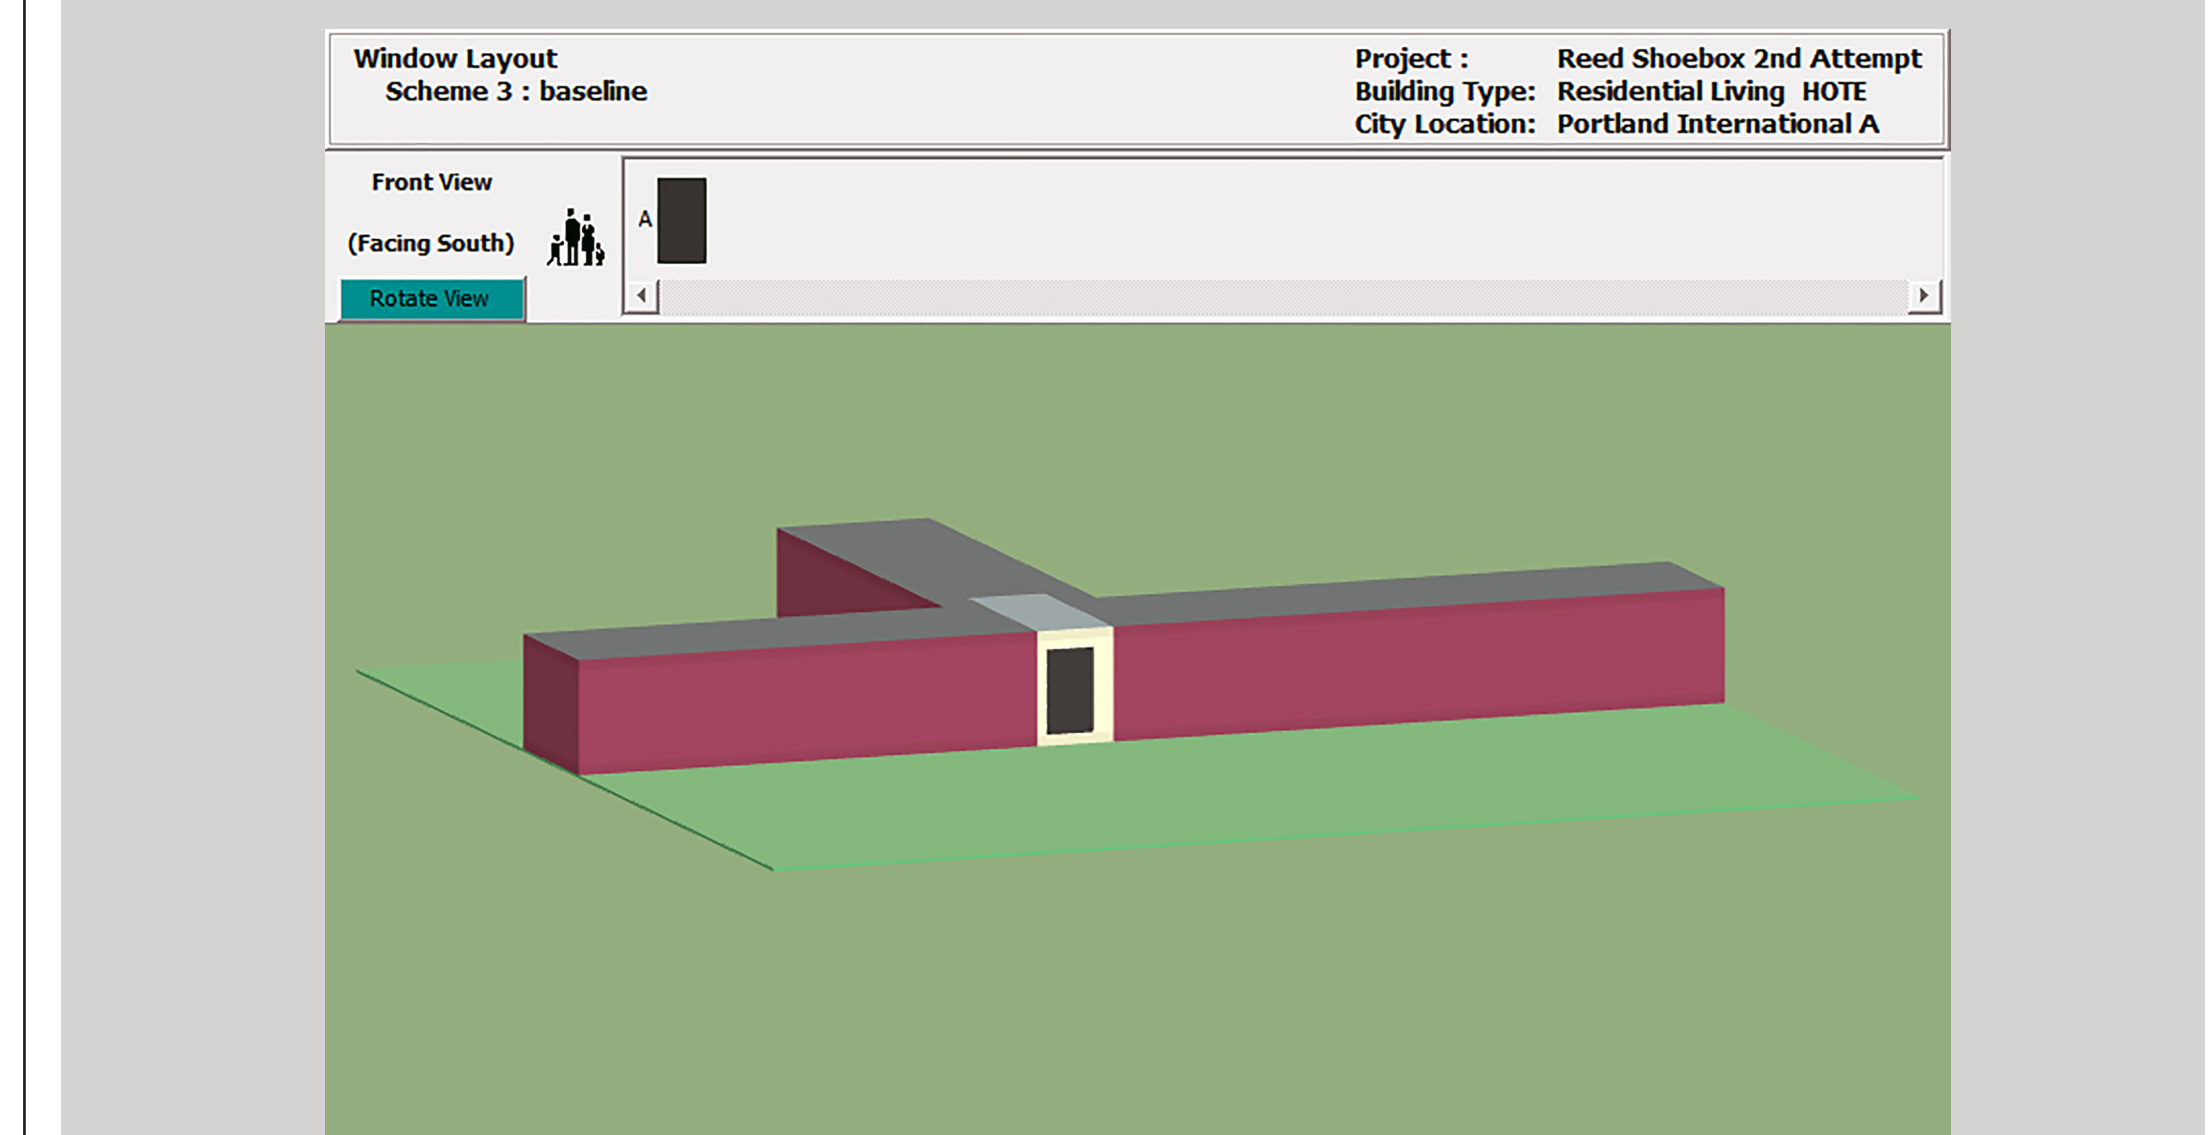 Window Layout
Scheme 3 : baseline
Project : Reed Shoebox 2nd Attempt
Building Type: Residential Living HOTE
City Location: Portland International A
Front View
(Facing South)
Rotate View
A